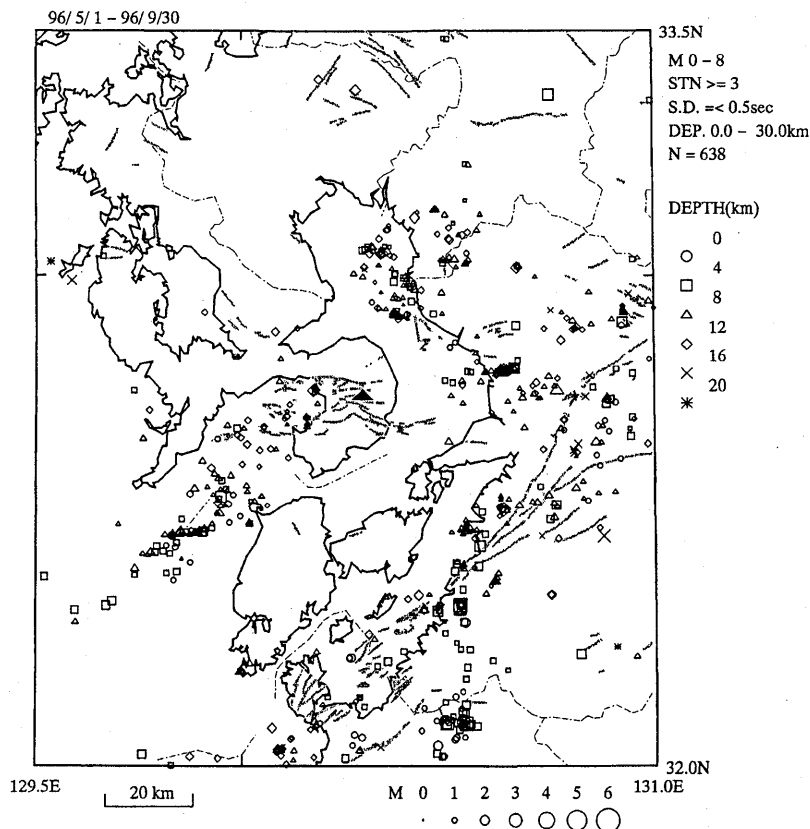 96/ 5/ 1 – 96/ 9/30
33.5N
M 0 – 8
STN >= 3
S.D. =< 0.5sec
DEP. 0.0 – 30.0km
N = 638
DEPTH(km)
0
4
8
12
16
20
32.0N
129.5E
131.0E
20 km
M 0 1 2 3 4 5 6